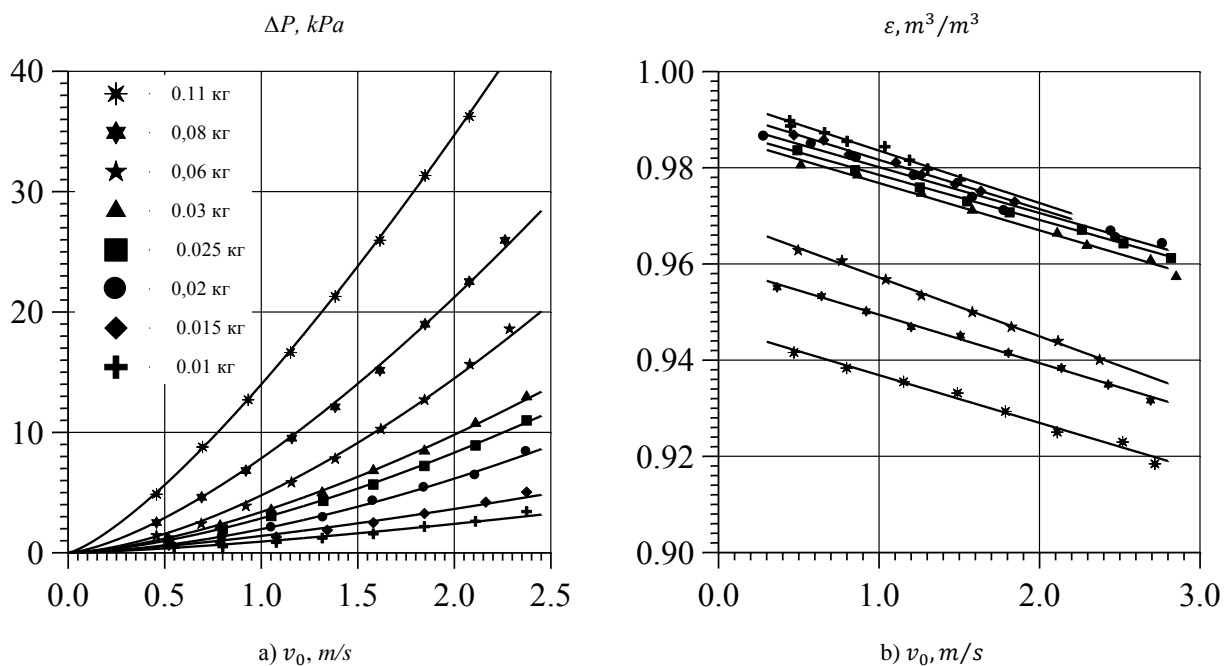 ΔP, kPa
40
30
20
10
0
0.0 0.5 1.0 1.5 2.0 2.5
0.11 кг
0,08 кг
0,06 кг
0.03 кг
0.025 кг
0,02 кг
0.015 кг
0.01 кг
a) v₀, m/s
ε, m³/m³
1.00
0.98
0.96
0.94
0.92
0.90
0.0 1.0 2.0 3.0
b) v₀, m/s